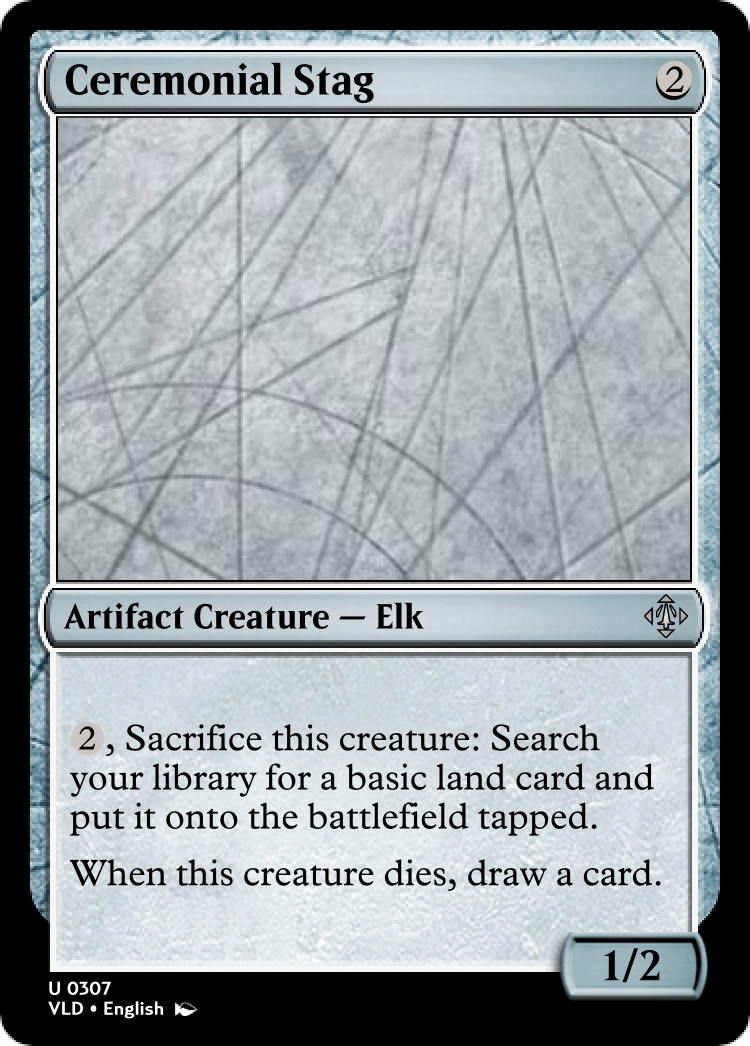 Ceremonial Stag 2
Artifact Creature — Elk
2, Sacrifice this creature: Search
your library for a basic land card and
put it onto the battlefield tapped.
When this creature dies, draw a card.
1/2
U 0307
VLD • English